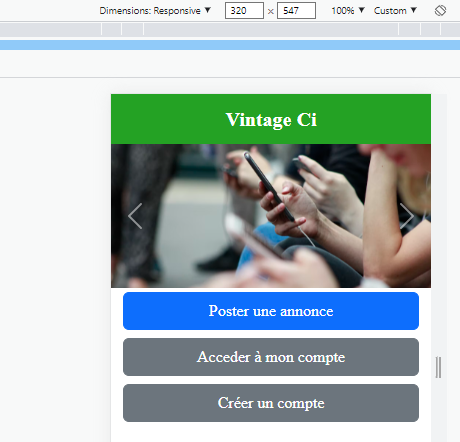 Dimensions: Responsive ▼ 320 × 547 100% ▼ Custom ▼
Vintage Ci
Poster une annonce
Acceder à mon compte
Créer un compte